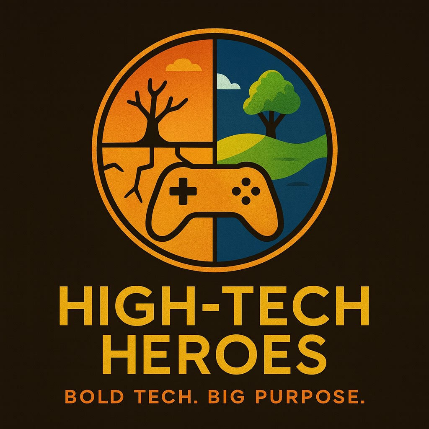 HIGH-TECH
HEROES
BOLD TECH. BIG PURPOSE.